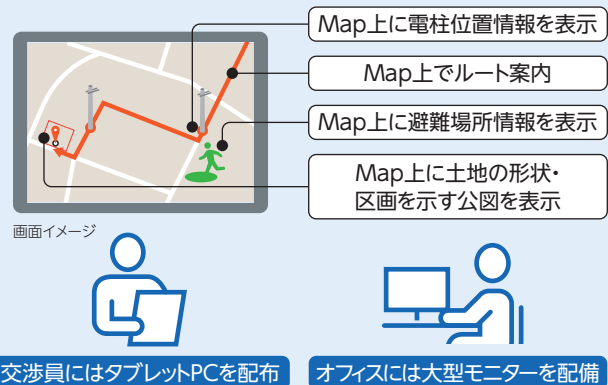 Map上に電柱位置情報を表示
Map上でルート案内
Map上に避難場所情報を表示
Map上に土地の形状・
区画を示す公図を表示
画面イメージ
交渉員にはタブレットPCを配布
オフィスには大型モニターを配備